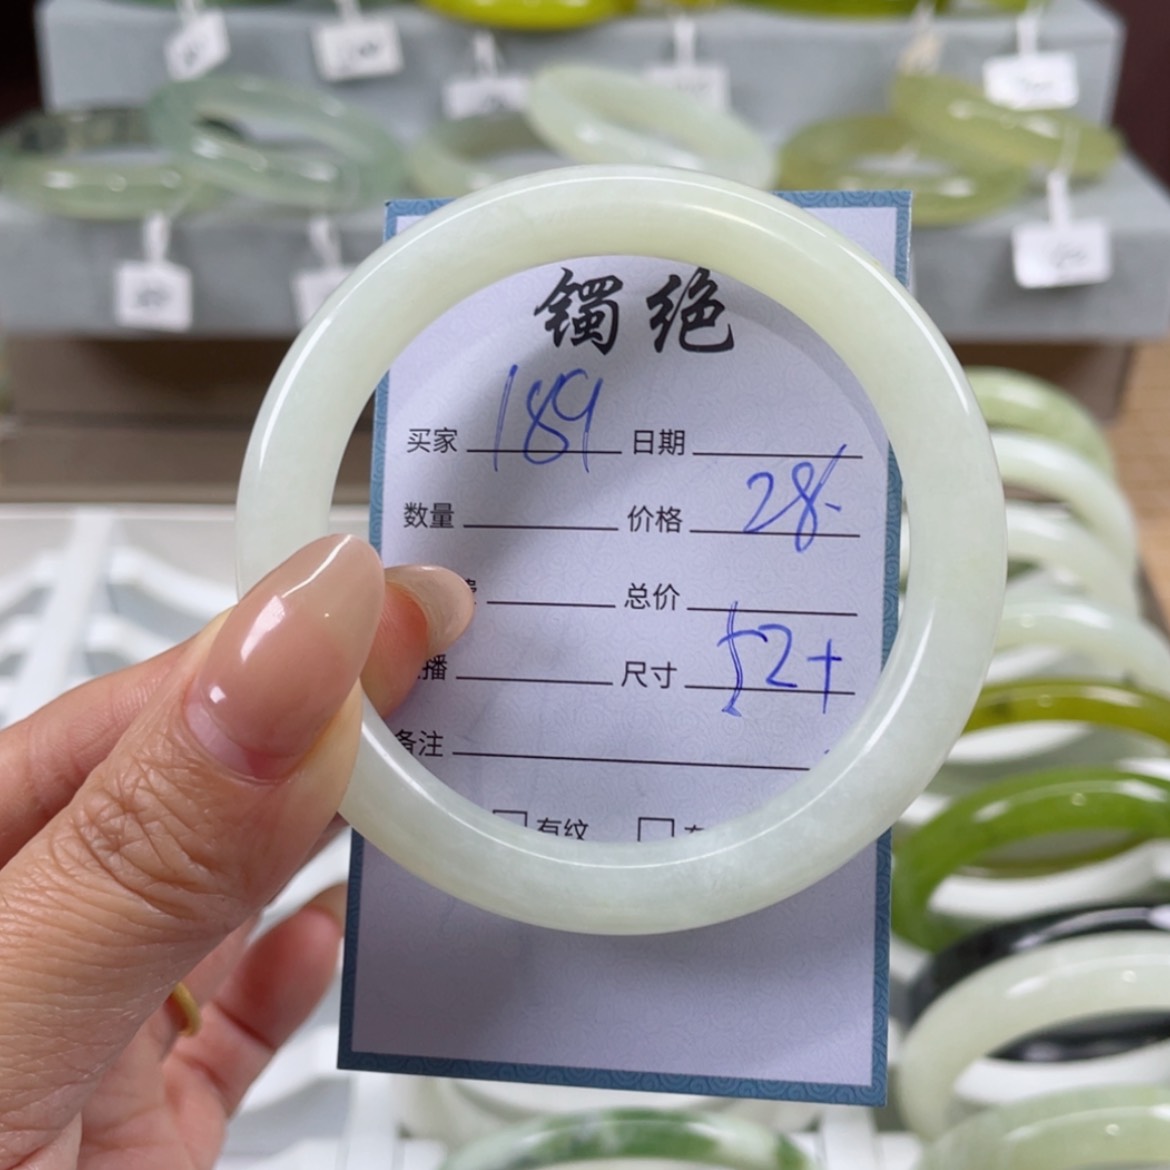 镯绝
买家 189 日期
数量 价格 28-
总价
播 尺寸 52+
备注
□ 有纹 □